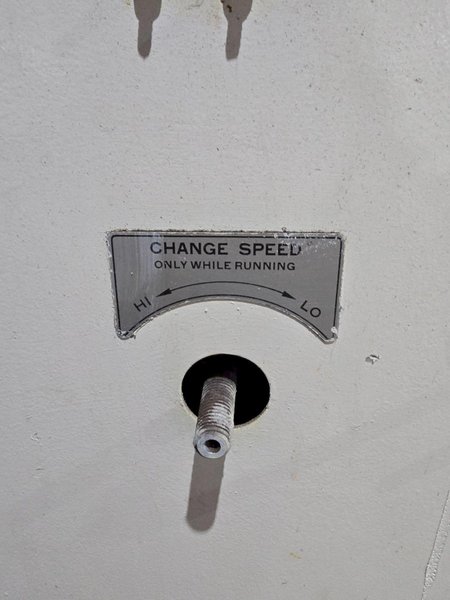 CHANGE SPEED
ONLY WHILE RUNNING
HI LO